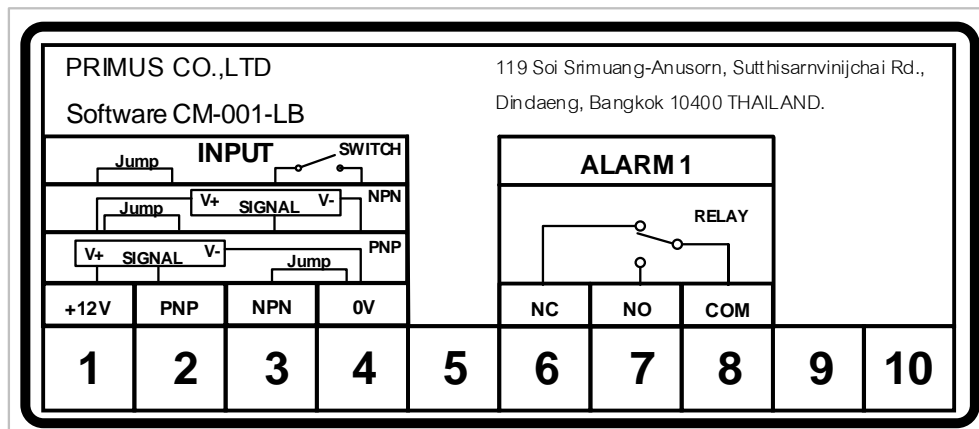 PRIMUS CO.,LTD
119 Soi Srimuang-Anusorn, Sutthisarnvinijchai Rd.,
Software CM-001-LB
Dindaeng, Bangkok 10400 THAILAND.
INPUT
Jump
SWITCH
ALARM 1
V+ SIGNAL V- NPN
Jump
RELAY
V+ SIGNAL V- PNP
Jump
+12V PNP NPN 0V NC NO COM
1 2 3 4 5 6 7 8 9 10